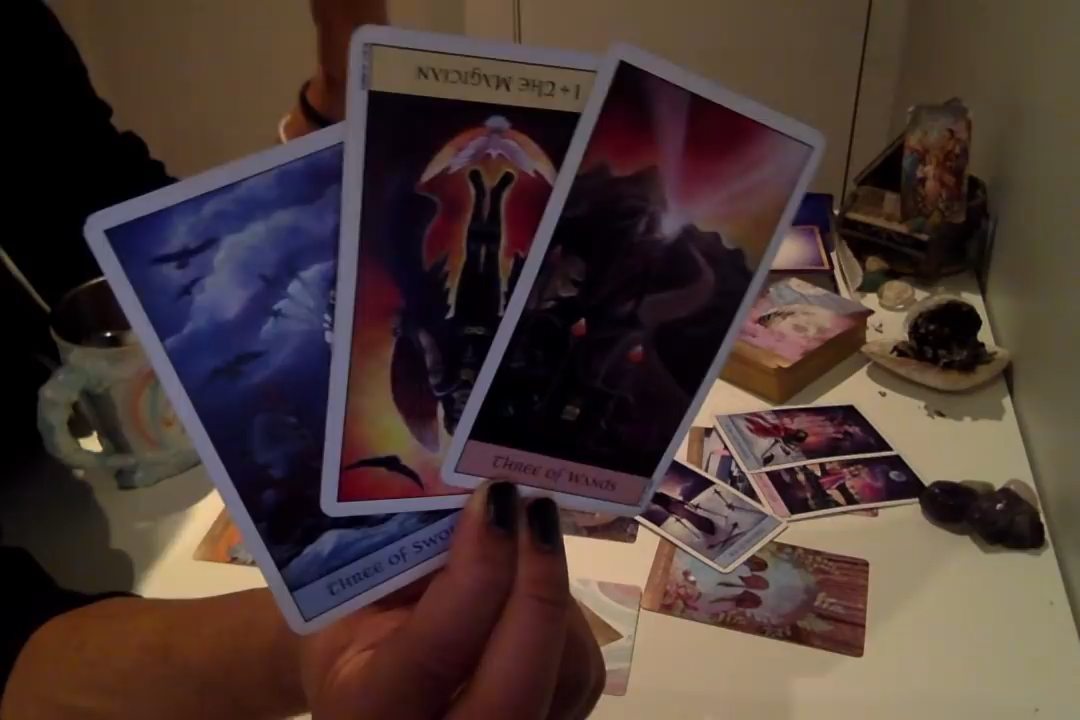 THREE OF SWO
I + THE MAGICIAN
THREE OF WANDS